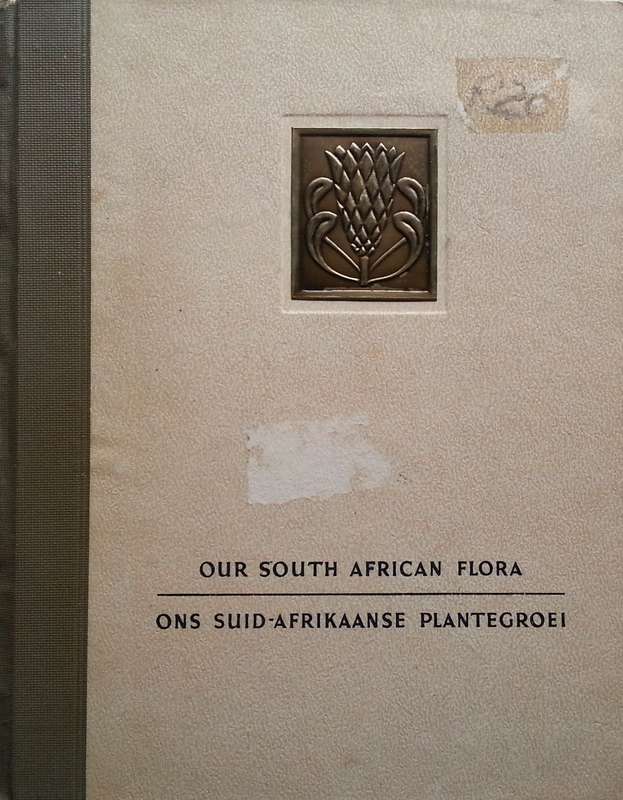 OUR SOUTH AFRICAN FLORA
ONS SUID-AFRIKAANSE PLANTEGROEI